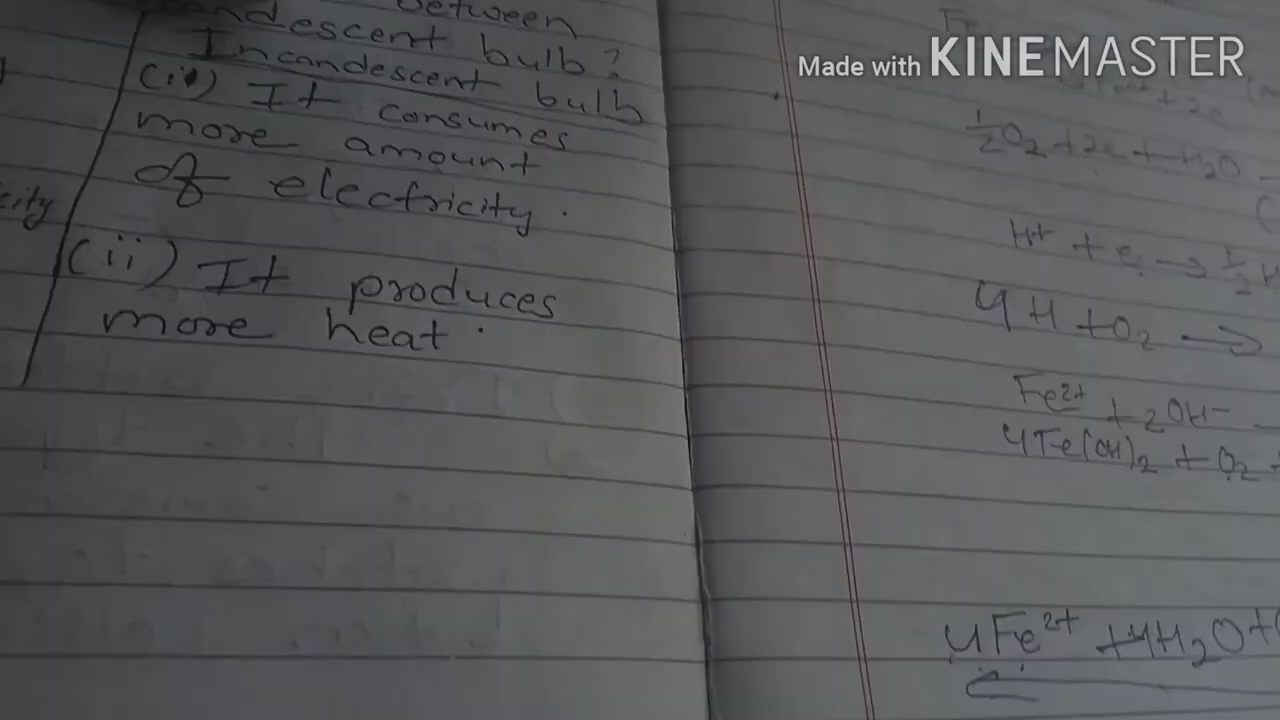 between
ndescent bulb?
Incandescent bulb
(i) It consumes
more amount
of electricity.
city
(ii) It produces
more heat.
Made with KINEMASTER
Fe
½O₂ + 2e + H₂O
H+ + e → ½ H
4H + O₂ →
Fe²⁺ + 2OH⁻
4Fe(OH)₂ + O₂ +
4Fe²⁺ + 4H₂O +